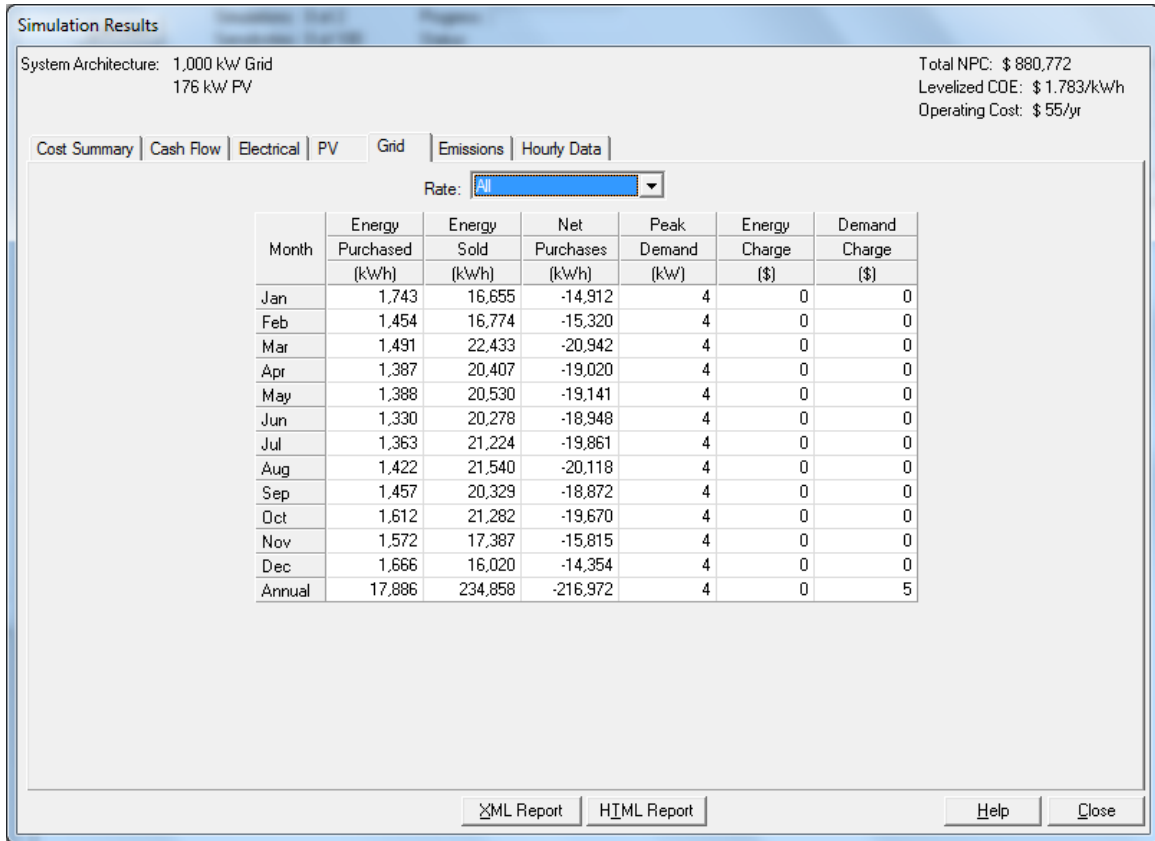 Simulation Results
System Architecture: 1,000 kW Grid
176 kW PV
Total NPC: $ 880,772
Levelized COE: $ 1.783/kWh
Operating Cost: $ 55/yr
Cost Summary Cash Flow Electrical PV Grid Emissions Hourly Data
Rate: All
Month Energy Purchased (kWh) Energy Sold (kWh) Net Purchases (kWh) Peak Demand (kW) Energy Charge ($) Demand Charge ($)
Jan 1,743 16,655 -14,912 4 0 0
Feb 1,454 16,774 -15,320 4 0 0
Mar 1,491 22,433 -20,942 4 0 0
Apr 1,387 20,407 -19,020 4 0 0
May 1,388 20,530 -19,141 4 0 0
Jun 1,330 20,278 -18,948 4 0 0
Jul 1,363 21,224 -19,861 4 0 0
Aug 1,422 21,540 -20,118 4 0 0
Sep 1,457 20,329 -18,872 4 0 0
Oct 1,612 21,282 -19,670 4 0 0
Nov 1,572 17,387 -15,815 4 0 0
Dec 1,666 16,020 -14,354 4 0 0
Annual 17,886 234,858 -216,972 4 0 5
XML Report HTML Report Help Close